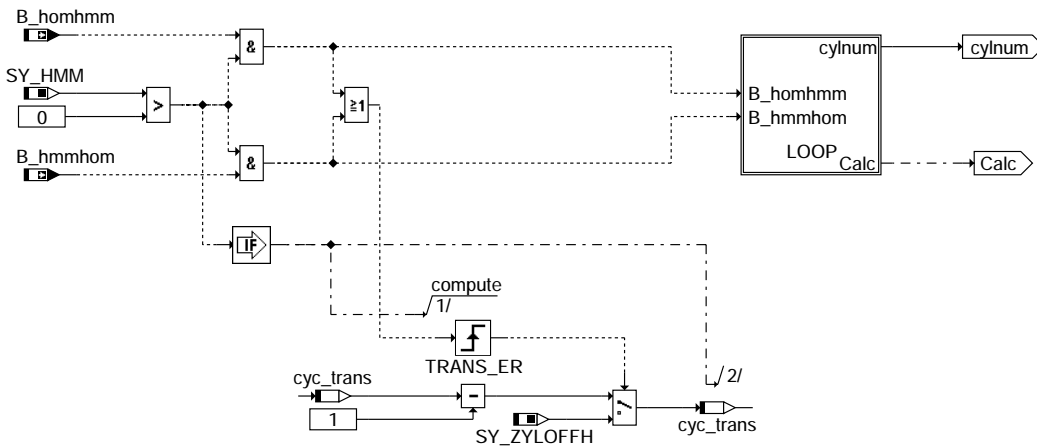 B_homhmm
&
cylnum
cylnum
SY_HMM
>
≥1
B_homhmm
0
B_hmmhom
B_hmmhom
&
LOOP
Calc
Calc
IF
compute
1/
TRANS_ER
2/
cyc_trans
-
1
SY_ZYLOFFH
cyc_trans